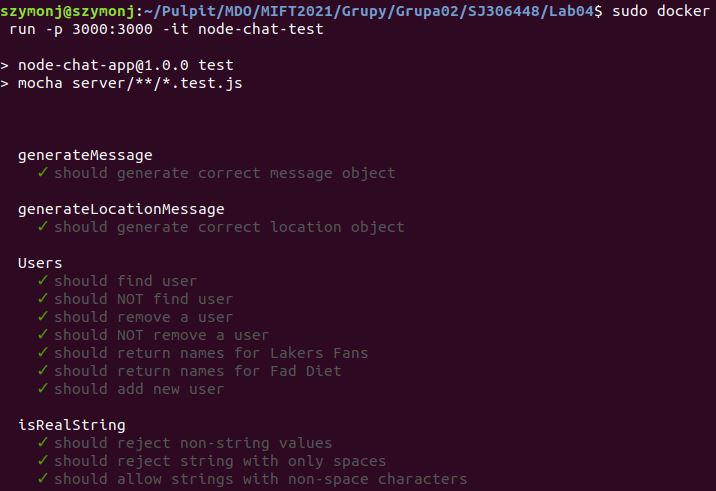 szymonj@szymonj:~/Pulpit/MDO/MIFT2021/Grupy/Grupa02/SJ306448/Lab04$ sudo docker
run -p 3000:3000 -it node-chat-test
> node-chat-app@1.0.0 test
> mocha server/**/*.test.js
generateMessage
✓ should generate correct message object
generateLocationMessage
✓ should generate correct location object
Users
✓ should find user
✓ should NOT find user
✓ should remove a user
✓ should NOT remove a user
✓ should return names for Lakers Fans
✓ should return names for Fad Diet
✓ should add new user
isRealString
✓ should reject non-string values
✓ should reject string with only spaces
✓ should allow strings with non-space characters